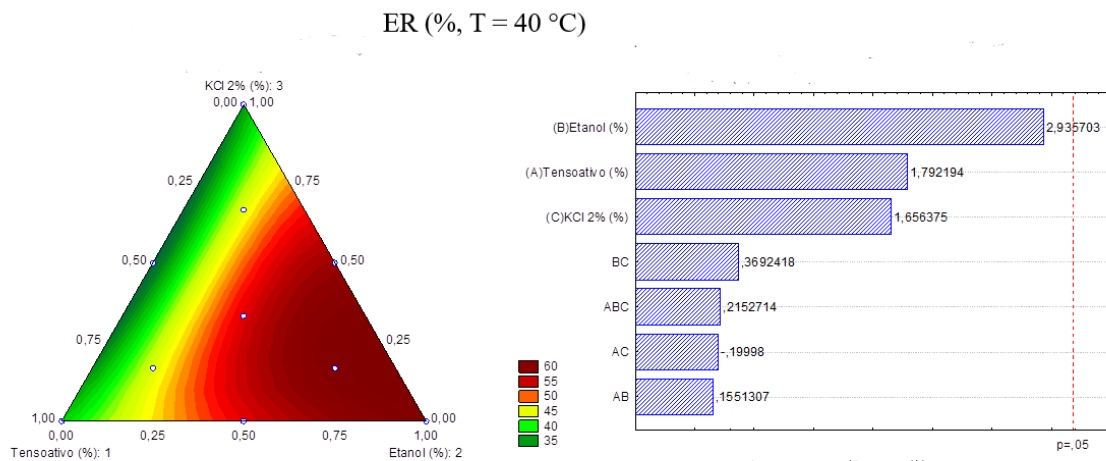 ER (%, T = 40 °C)
KCl 2% (%): 3
0,00 1,00
0,25 0,75
0,50 0,50
0,75 0,25
1,00 0,00
0,00 0,25 0,50 0,75 1,00
Tensoativo (%): 1 Etanol (%): 2
60
55
50
45
40
35
(B)Etanol (%) 2,935703
(A)Tensoativo (%) 1,792194
(C)KCl 2% (%) 1,656375
BC ,3692418
ABC ,2152714
AC -,19998
AB ,1551307
p=,05